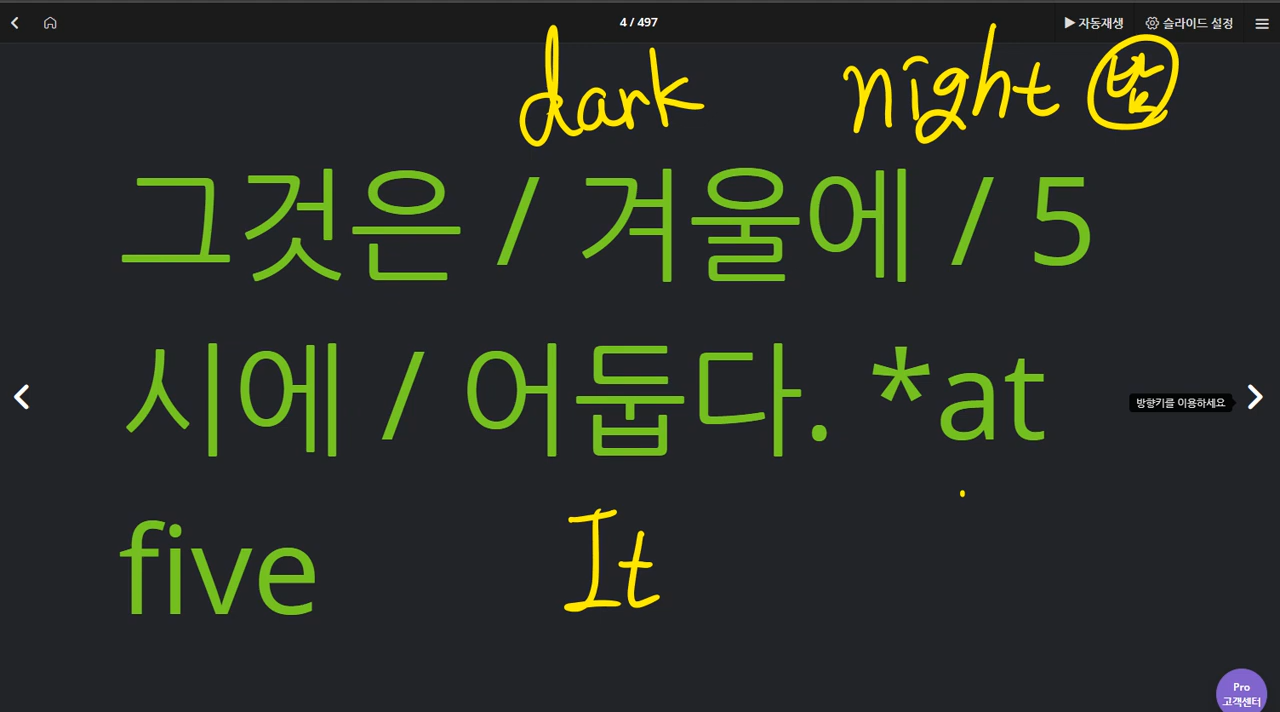 4 / 497
▶ 자동재생 슬라이드 설정
dark night 밤
그것은 / 겨울에 / 5
시에 / 어둡다. *at
방향키를 이용하세요
five
It
Pro
고객센터